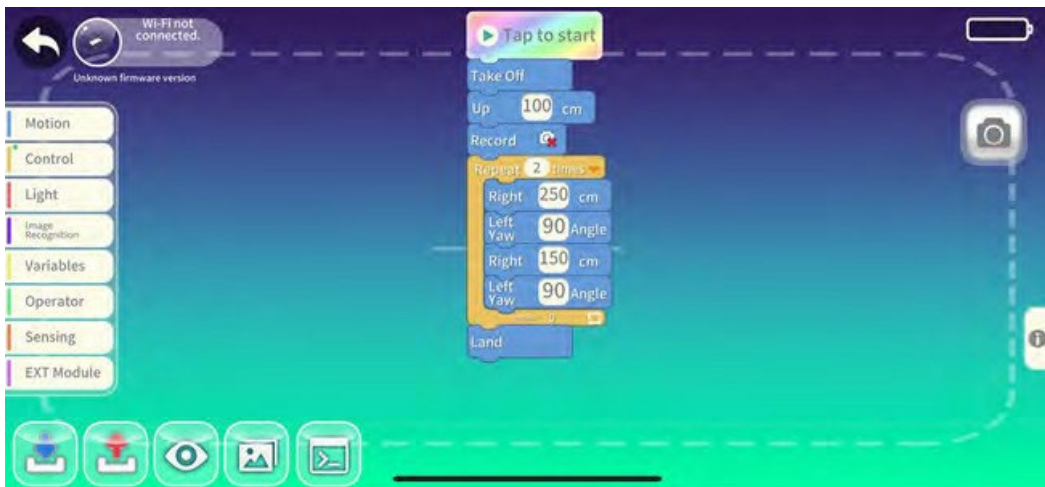 Wi-Fi not
connected.
Unknown firmware version
Tap to start
Take Off
Up 100 cm
Record
Repeat 2 times
Right 250 cm
Left
Yaw 90 Angle
Right 150 cm
Left
Yaw 90 Angle
Land
Motion
Control
Light
Image
Recognition
Variables
Operator
Sensing
EXT Module